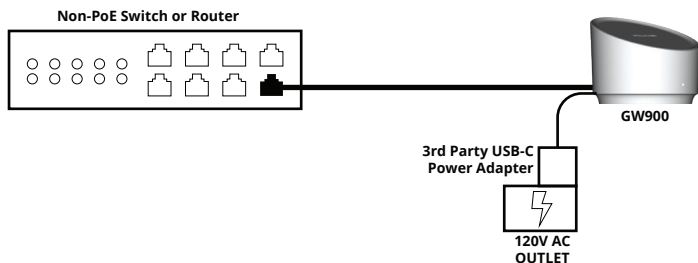 Non-PoE Switch or Router
GW900
3rd Party USB-C
Power Adapter
120V AC
OUTLET